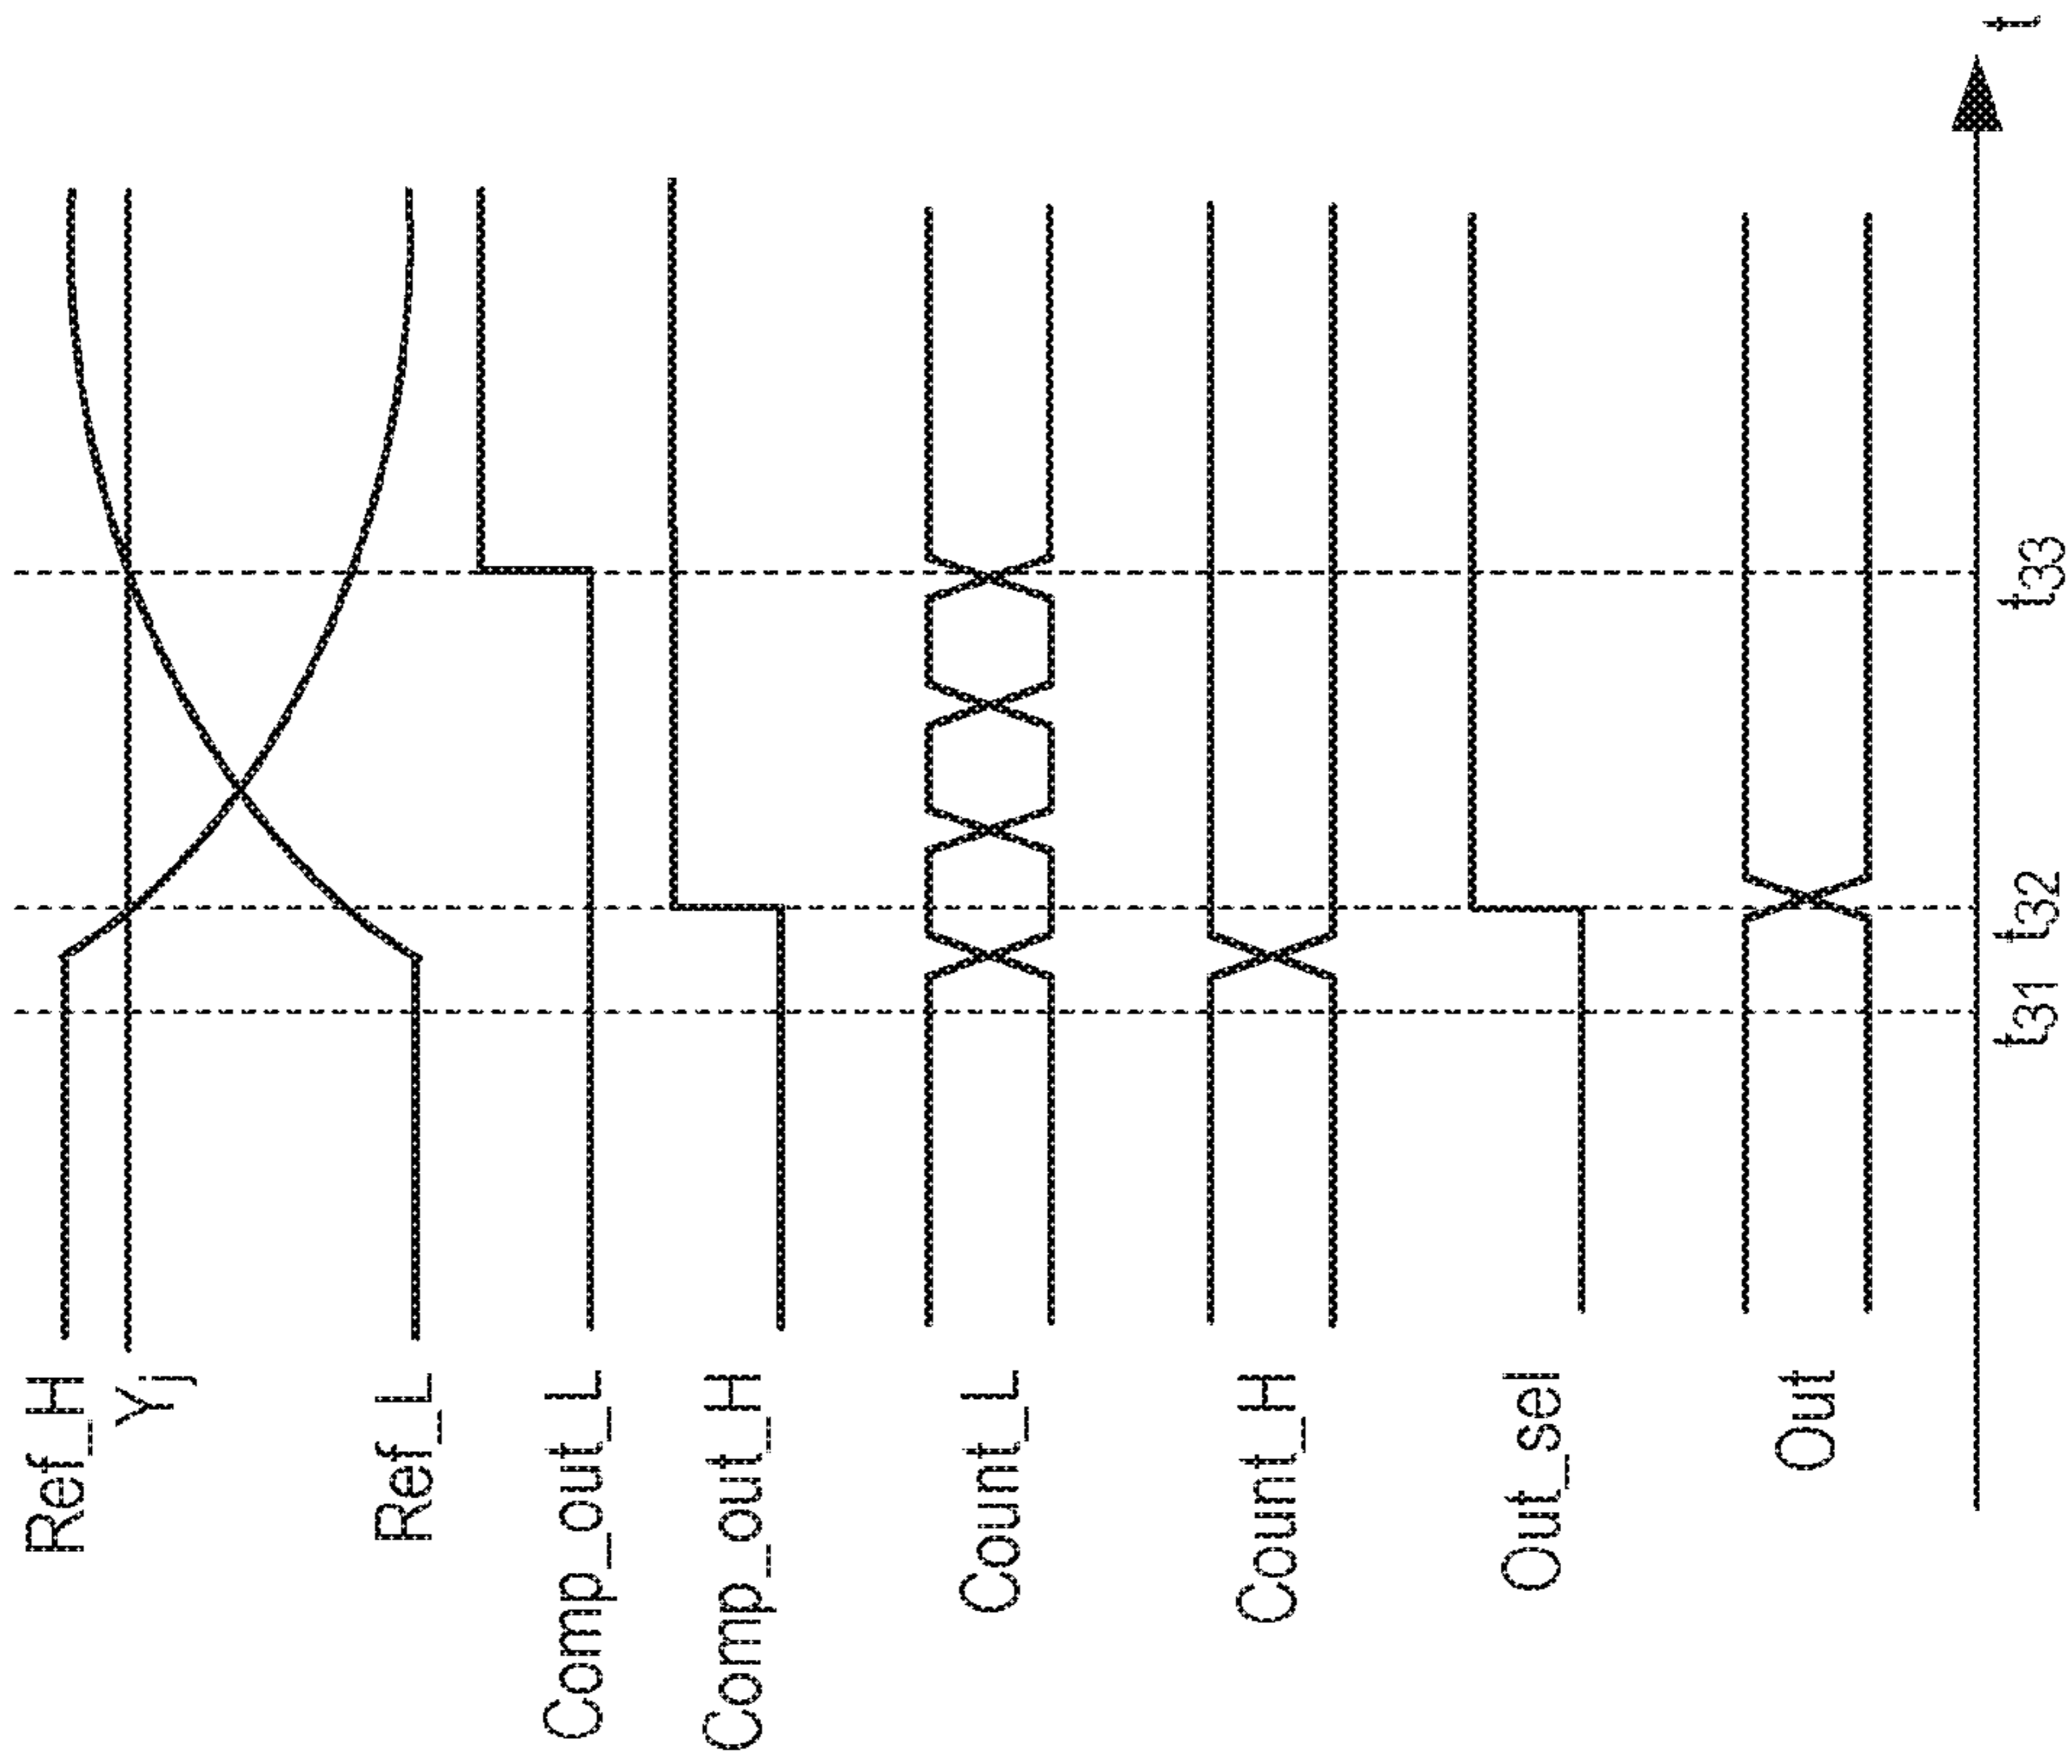 Ref_H
Yj
Ref_L
Comp_out_L
Comp_out_H
Count_L
Count_H
Out_sel
Out
t31 t32 t33 t